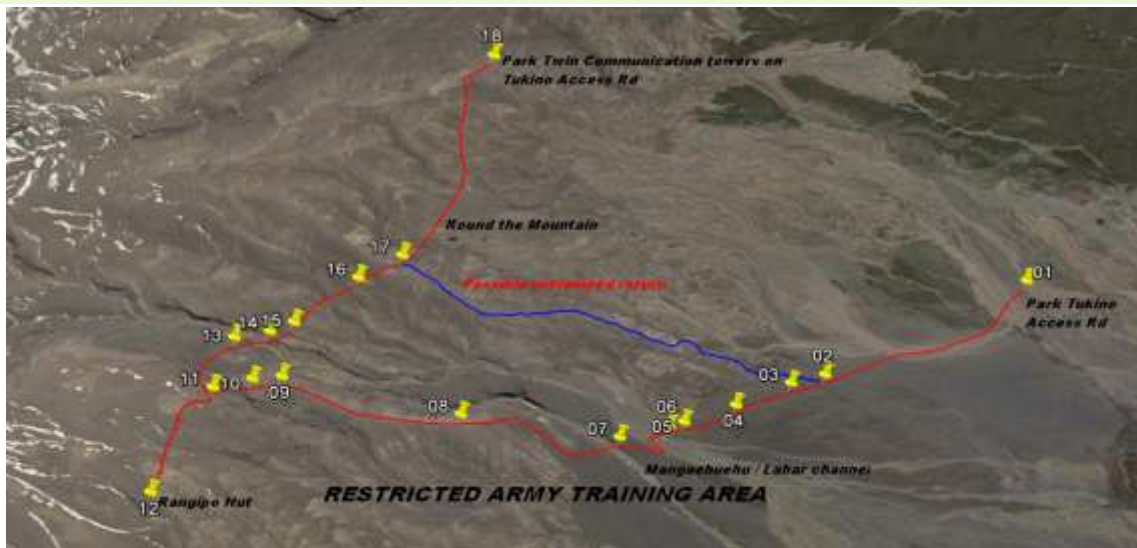 18
Park Twin Communication towers on
Tukino Access Rd
17
Round the Mountain
16
01
Park Tukino
Access Rd
13
14
15
02
03
11
10
09
08
04
06
05
07
Mangaehuehu / Lahar channel
RESTRICTED ARMY TRAINING AREA
12
Rangipo Hut